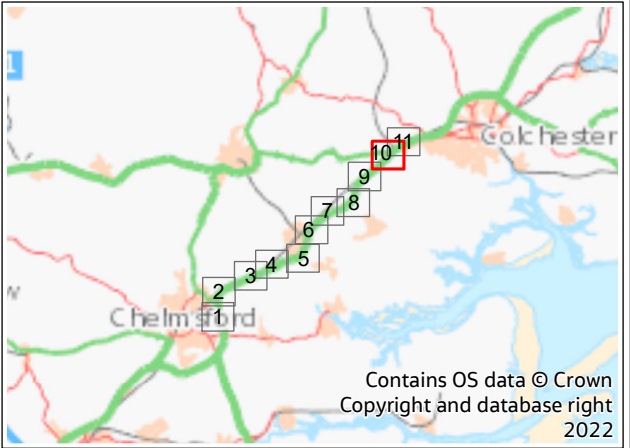 1
Colchester
11
10
9
8
7
6
5
4
3
2
1
Chelmsford
w
Contains OS data © Crown
Copyright and database right
2022